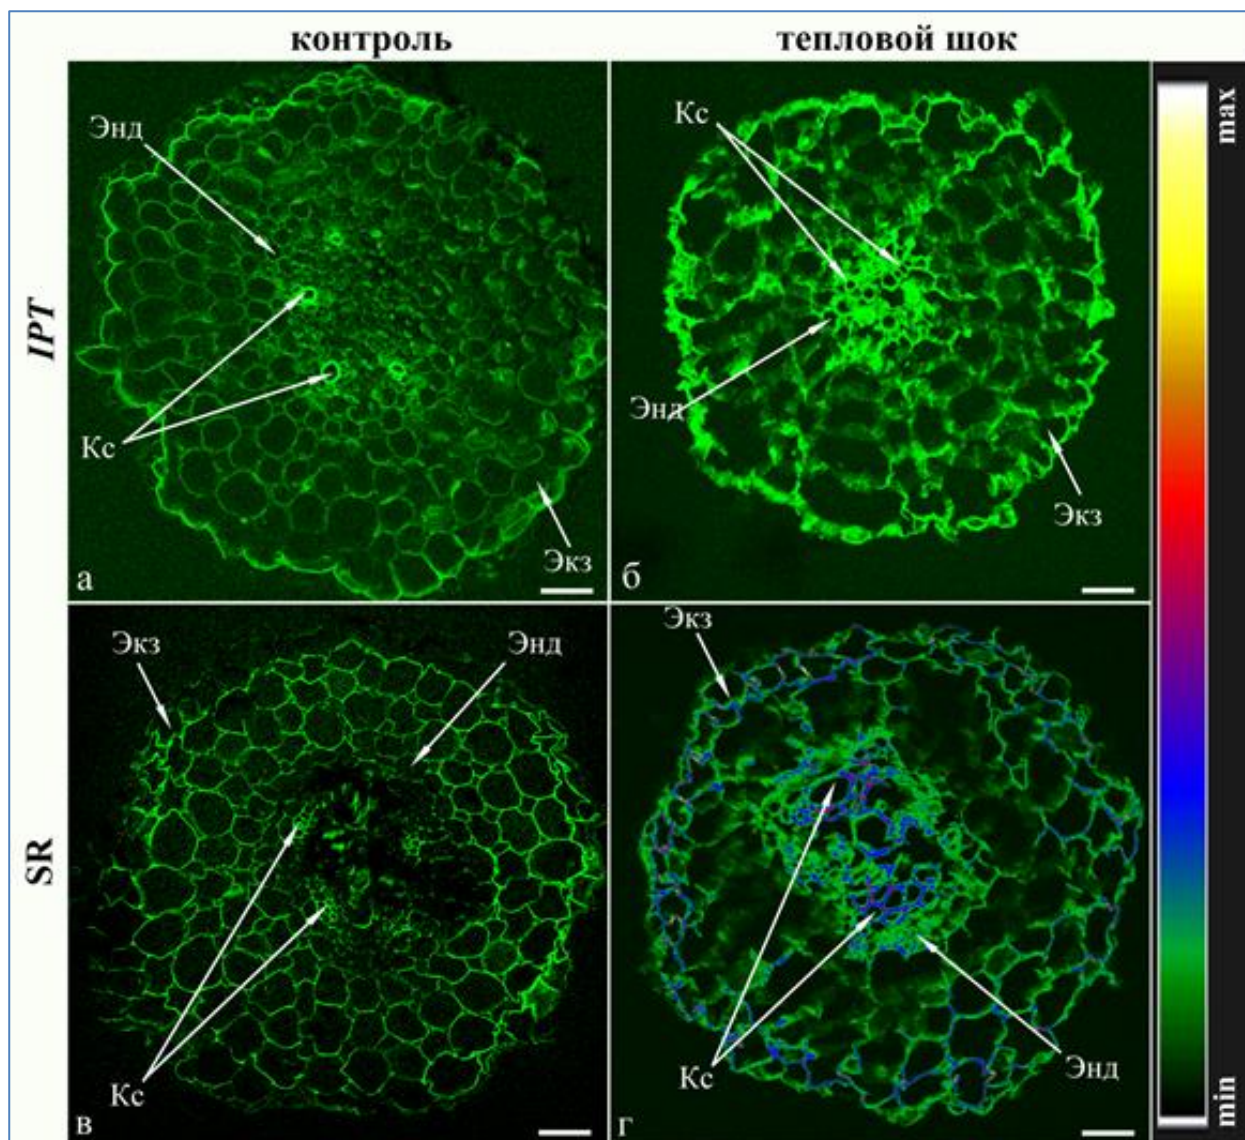 контроль
тепловой шок
IPT
Энд
Кс
Экз
а
Кс
Энд
Экз
б
SR
Экз
Энд
Кс
в
Экз
Кс
Энд
г
max
min